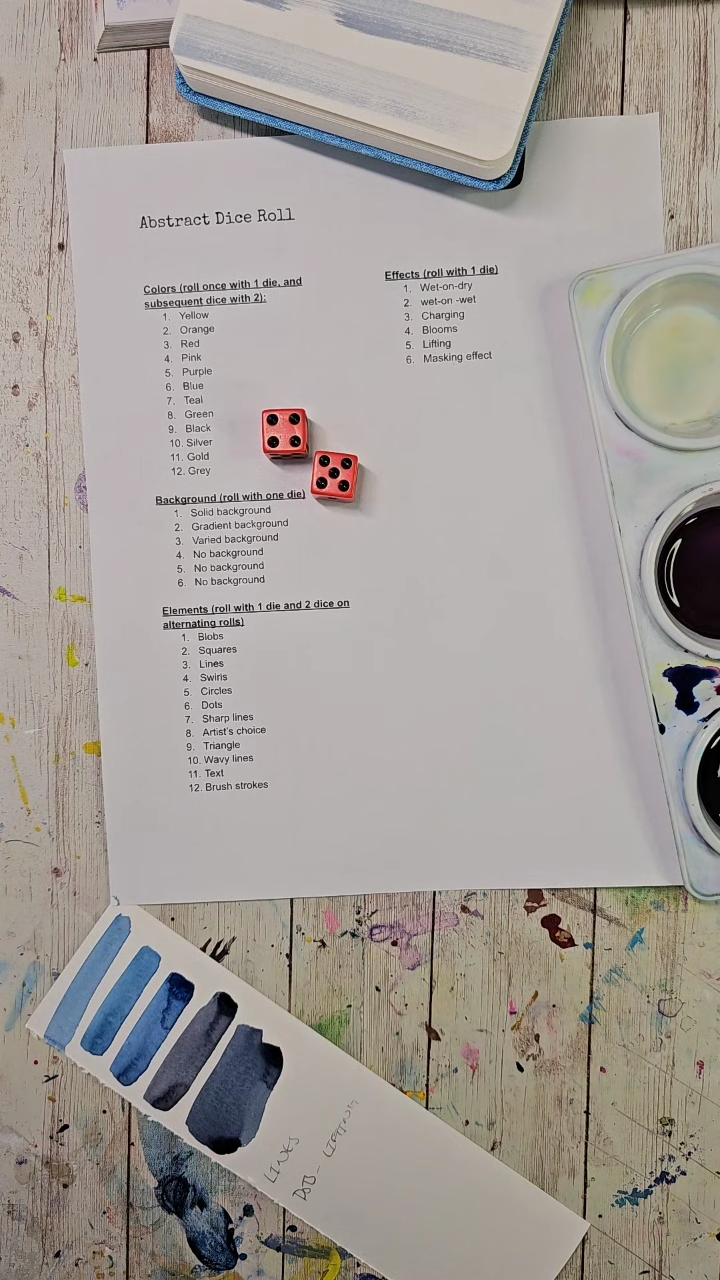 Abstract Dice Roll
Colors (roll once with 1 die, and
subsequent dice with 2):
1. Yellow
2. Orange
3. Red
4. Pink
5. Purple
6. Blue
7. Teal
8. Green
9. Black
10. Silver
11. Gold
12. Grey
Background (roll with one die)
1. Solid background
2. Gradient background
3. Varied background
4. No background
5. No background
6. No background
Elements (roll with 1 die and 2 dice on
alternating rolls)
1. Blobs
2. Squares
3. Lines
4. Swirls
5. Circles
6. Dots
7. Sharp lines
8. Artist's choice
9. Triangle
10. Wavy lines
11. Text
12. Brush strokes
Effects (roll with 1 die)
1. Wet-on-dry
2. wet-on -wet
3. Charging
4. Blooms
5. Lifting
6. Masking effect
LINES
DOTS - LIFTING